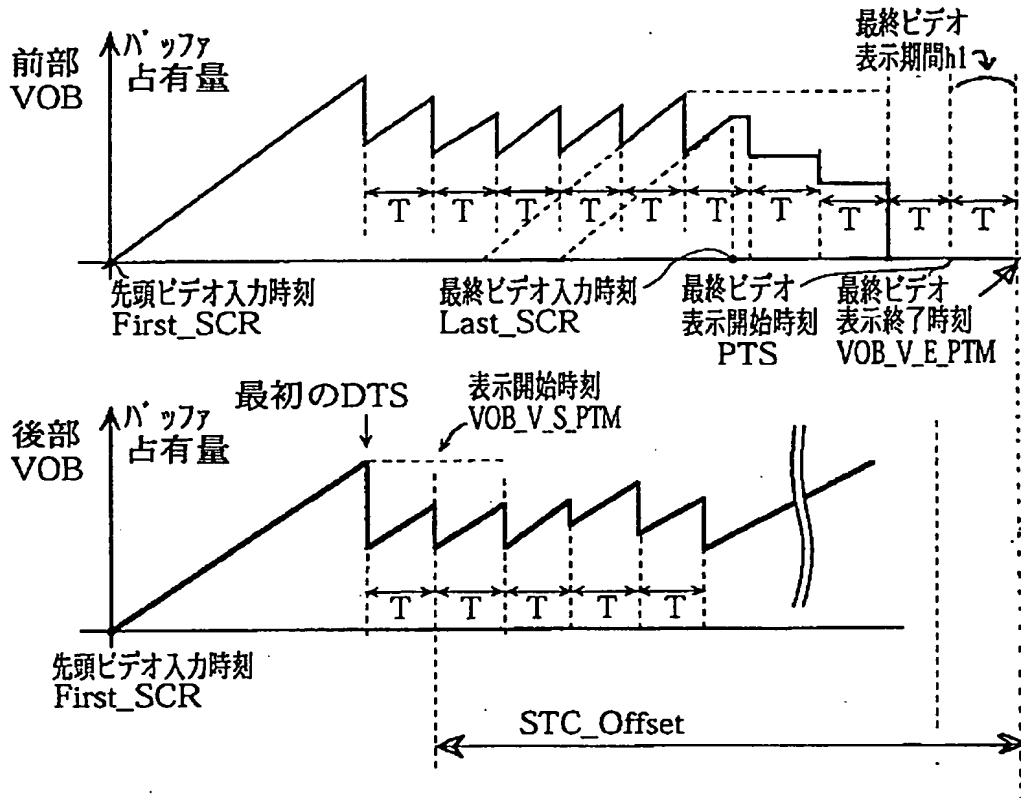 前部
VOB
バッファ
占有量
最終ビデオ
表示期間h1
T
T
T
T
T
T
T
T
T
T
先頭ビデオ入力時刻
First_SCR
最終ビデオ入力時刻
Last_SCR
最終ビデオ
表示開始時刻
PTS
最終ビデオ
表示終了時刻
VOB_V_E_PTM
後部
VOB
バッファ
占有量
最初のDTS
表示開始時刻
VOB_V_S_PTM
T
T
T
T
T
先頭ビデオ入力時刻
First_SCR
STC_Offset